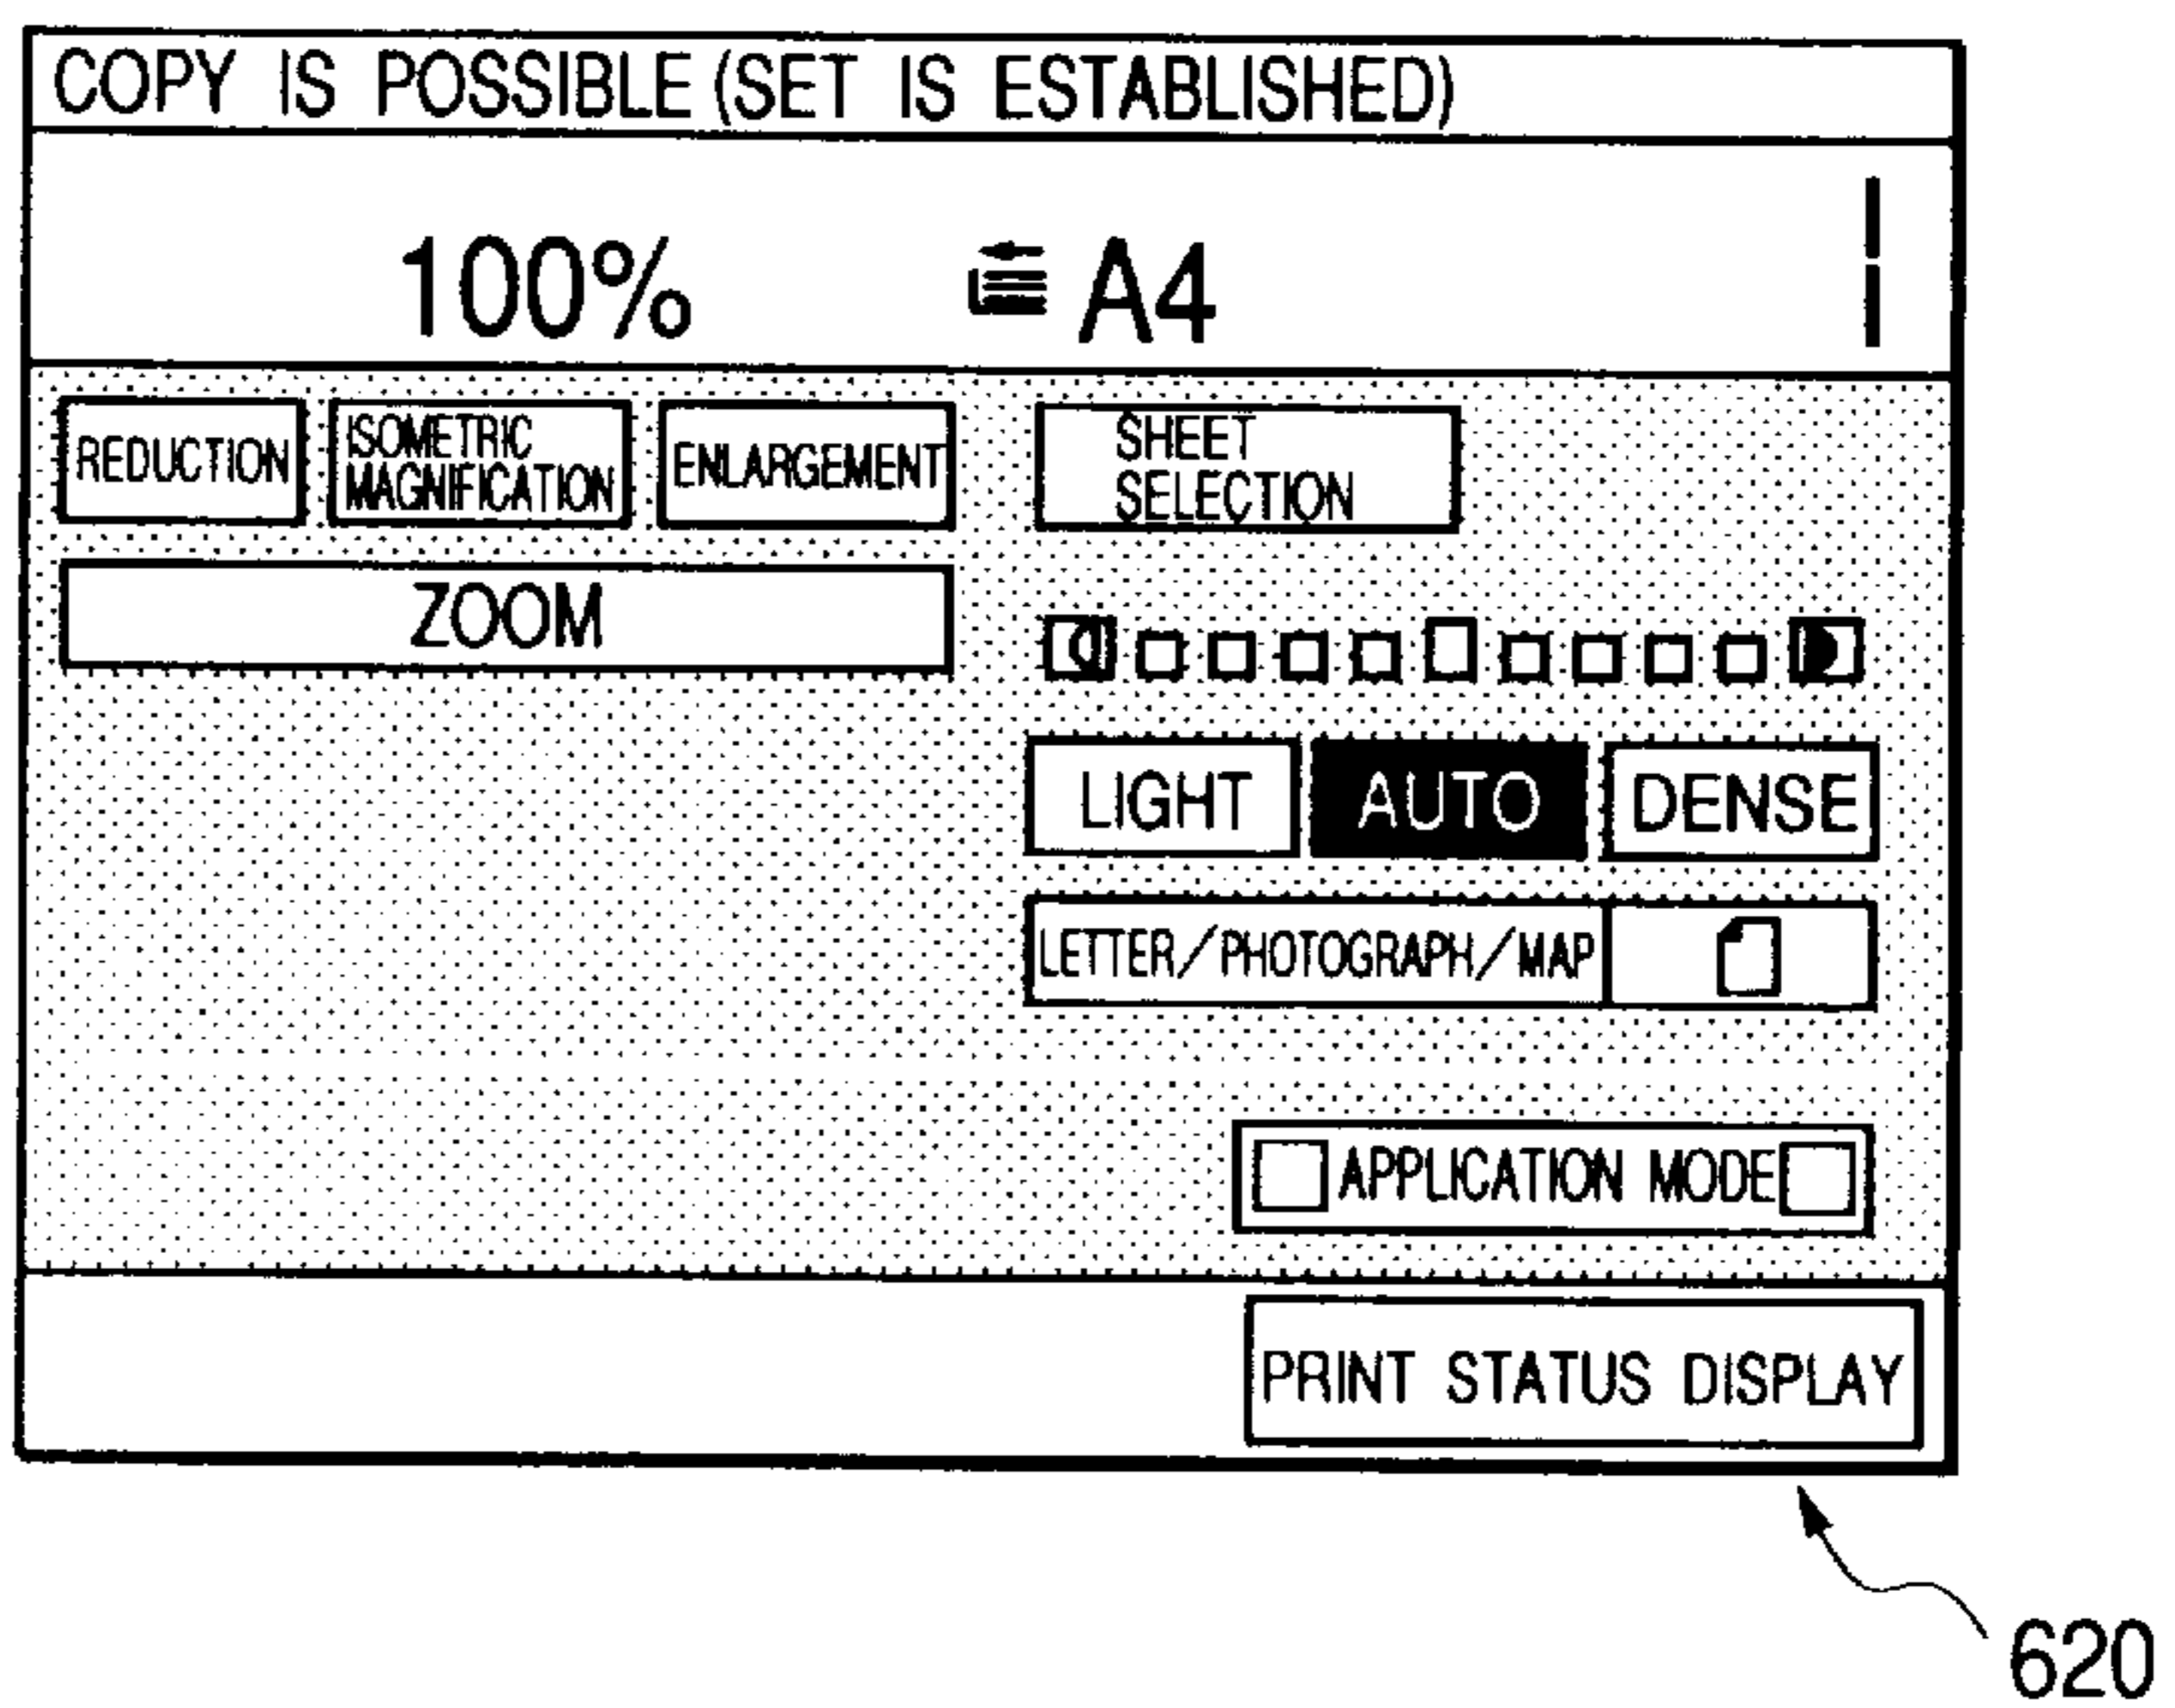 COPY IS POSSIBLE (SET IS ESTABLISHED)
100% A4 1
REDUCTION
ISOMETRIC
MAGNIFICATION
ENLARGEMENT
SHEET
SELECTION
ZOOM
LIGHT AUTO DENSE
LETTER/PHOTOGRAPH/MAP
APPLICATION MODE
PRINT STATUS DISPLAY
620